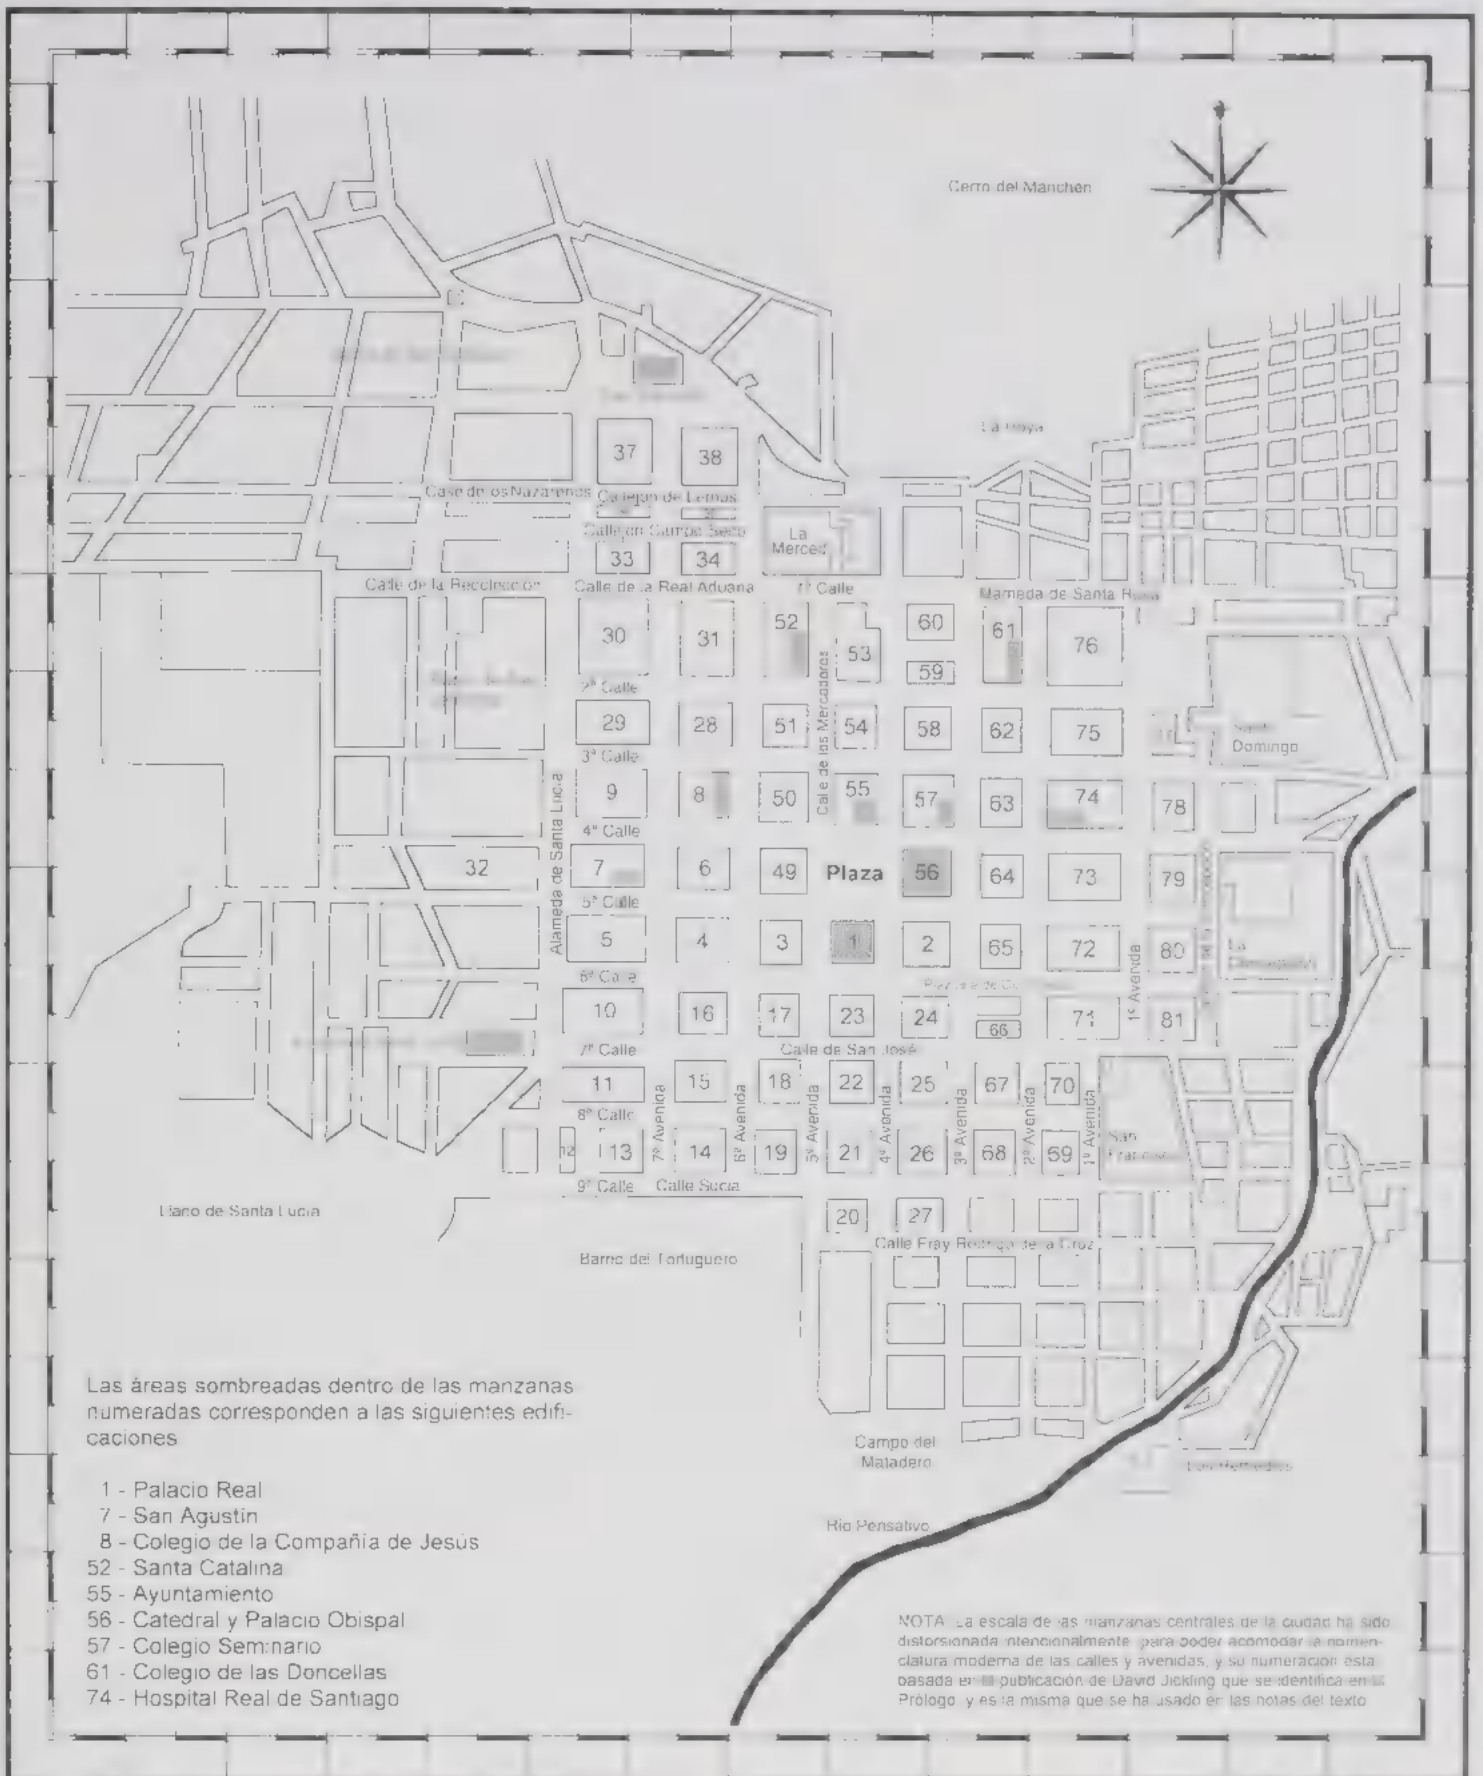 Cerro del Manchén
La Hoya
37
38
Callejón de Lemus
Callejón Campo Seco
33
34
La
Merced
Calle de la Recolección
Calle de la Real Aduana
1ª Calle
Alameda de Santa Rosa
30
31
52
53
60
59
61
76
2ª Calle
Calle de los Mercadores
29
28
51
54
58
62
75
Santo
Domingo
3ª Calle
Alameda de Santa Lucía
9
8
50
55
57
63
74
78
4ª Calle
32
7
6
49
Plaza
56
64
73
79
5ª Calle
5
4
3
1
2
65
72
1ª Avenida
80
6ª Calle
10
16
17
23
24
66
71
81
7ª Calle
Calle de San José
11
15
18
22
25
67
70
8ª Calle
7ª Avenida
6ª Avenida
5ª Avenida
4ª Avenida
3ª Avenida
2ª Avenida
1ª Avenida
12
13
14
19
21
26
68
69
San
9ª Calle
Calle Sucia
Llano de Santa Lucía
20
27
Calle Fray Rodrigo de la Cruz
Barrio del Tortuguero
Las áreas sombreadas dentro de las manzanas
numeradas corresponden a las siguientes edifi-
caciones
1 - Palacio Real
7 - San Agustín
8 - Colegio de la Compañía de Jesús
52 - Santa Catalina
55 - Ayuntamiento
56 - Catedral y Palacio Obispal
57 - Colegio Seminario
61 - Colegio de las Doncellas
74 - Hospital Real de Santiago
Campo del
Matadero
Los Remedios
Río Pensativo
NOTA: La escala de las manzanas centrales de la ciudad ha sido
distorsionada intencionalmente para poder acomodar la nomen-
clatura moderna de las calles y avenidas, y su numeración está
basada en la publicación de David Jickling que se identifica en el
Prólogo y es la misma que se ha usado en las notas del texto